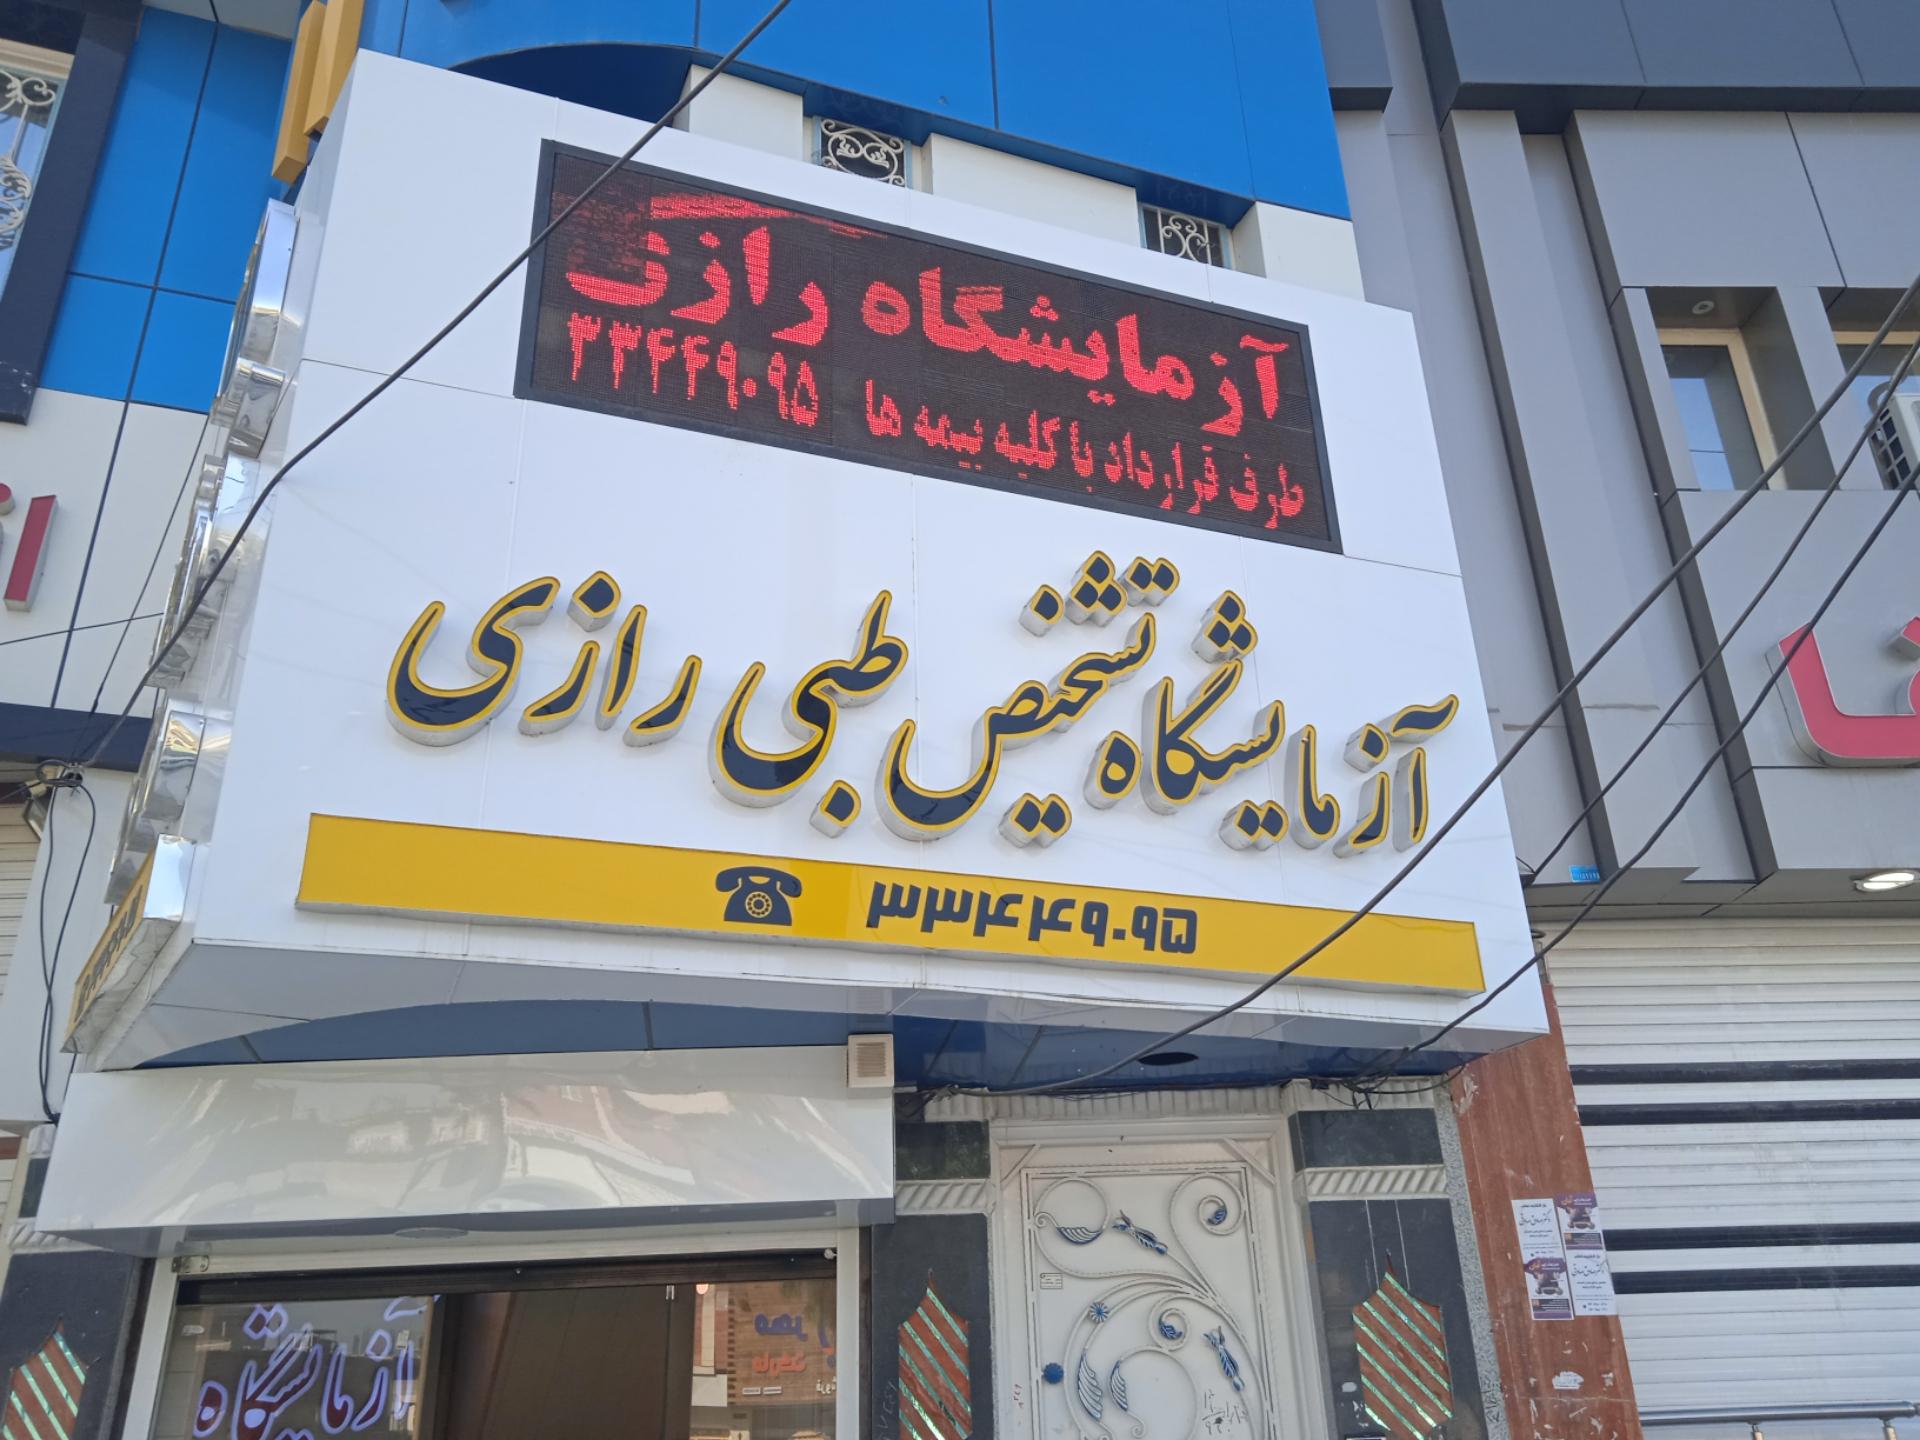 آزمایشگاه رازی
طرف قرارداد با کلیه بیمه ها ۳۳۴۴۹۰۹۵
آزمایشگاه تشخیص طبی رازی
۳۳۴۴۹۰۹۵
آزمایشگاه